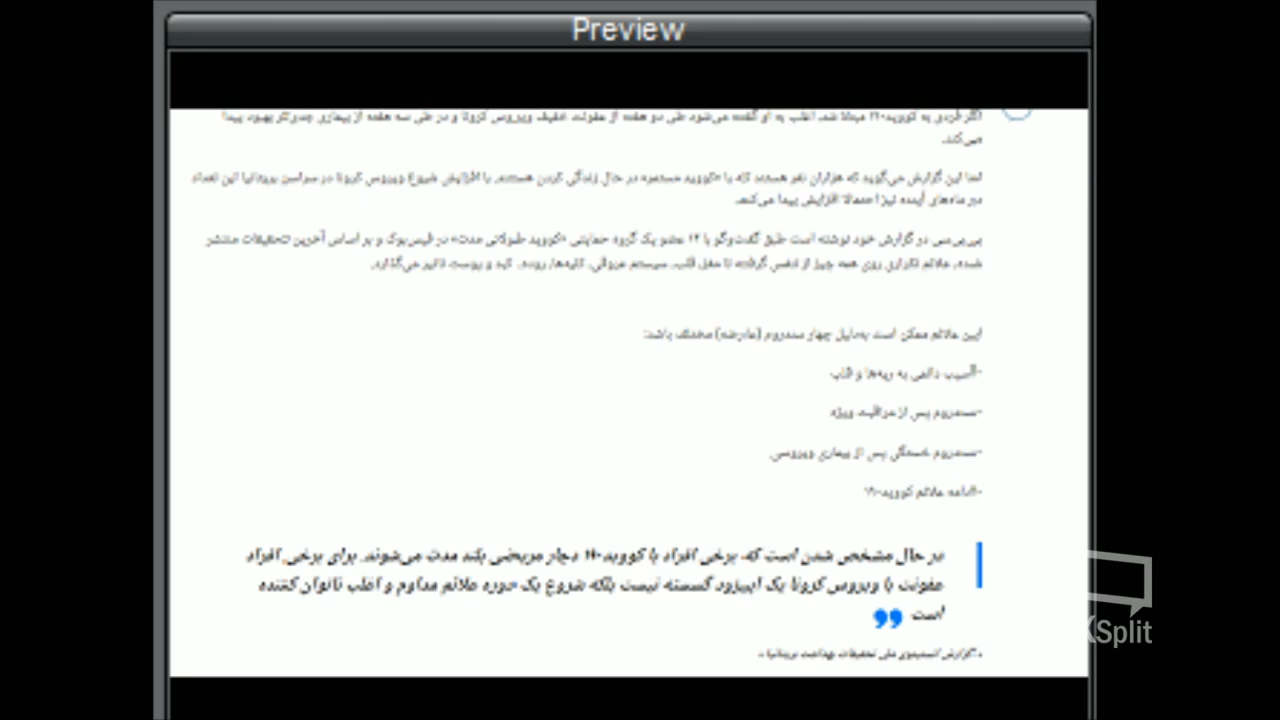 Preview
اگر فردی به کووید-۱۹ مبتلا شد، اغلب به او گفته می‌شود طی دو هفته از عفونت خفیف ویروس کرونا و در طی سه هفته از بیماری جدی‌تر بهبود پیدا
می‌کند.
اما این گزارش می‌گوید که هزاران نفر هستند که با «کووید مستمر» در حال زندگی کردن هستند. با افزایش شیوع ویروس کرونا در سراسر بریتانیا این تعداد
در ماه‌های آینده نیز احتمالا افزایش پیدا می‌کند.
بی‌بی‌سی در گزارش خود نوشته است طبق گفت‌وگو با ۱۴ عضو یک گروه حمایتی «کووید طولانی مدت» در فیس‌بوک و بر اساس آخرین تحقیقات منتشر
شده، علائم تکراری روی همه چیز از تنفس گرفته تا مغز، قلب، سیستم عروقی، کلیه‌ها، روده، کبد و پوست تاثیر می‌گذارد.
این علائم ممکن است به‌دلیل چهار سندروم (عارضه) مختلف باشد:
-آسیب دائمی به ریه‌ها و قلب
-سندروم پس از مراقبت ویژه
-سندروم خستگی پس از بیماری ویروسی
-ادامه علائم کووید-۱۹
در حال مشخص شدن است که، برخی افراد با کووید-۱۹ دچار مریضی بلند مدت می‌شوند. برای برخی افراد
عفونت با ویروس کرونا یک اپیزود گسسته نیست بلکه شروع یک دوره علائم مداوم و اغلب ناتوان کننده
است
گزارش انستیتوی ملی تحقیقات بهداشت بریتانیا
XSplit